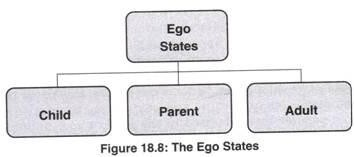 Ego
States
Child
Parent
Adult
Figure 18.8: The Ego States